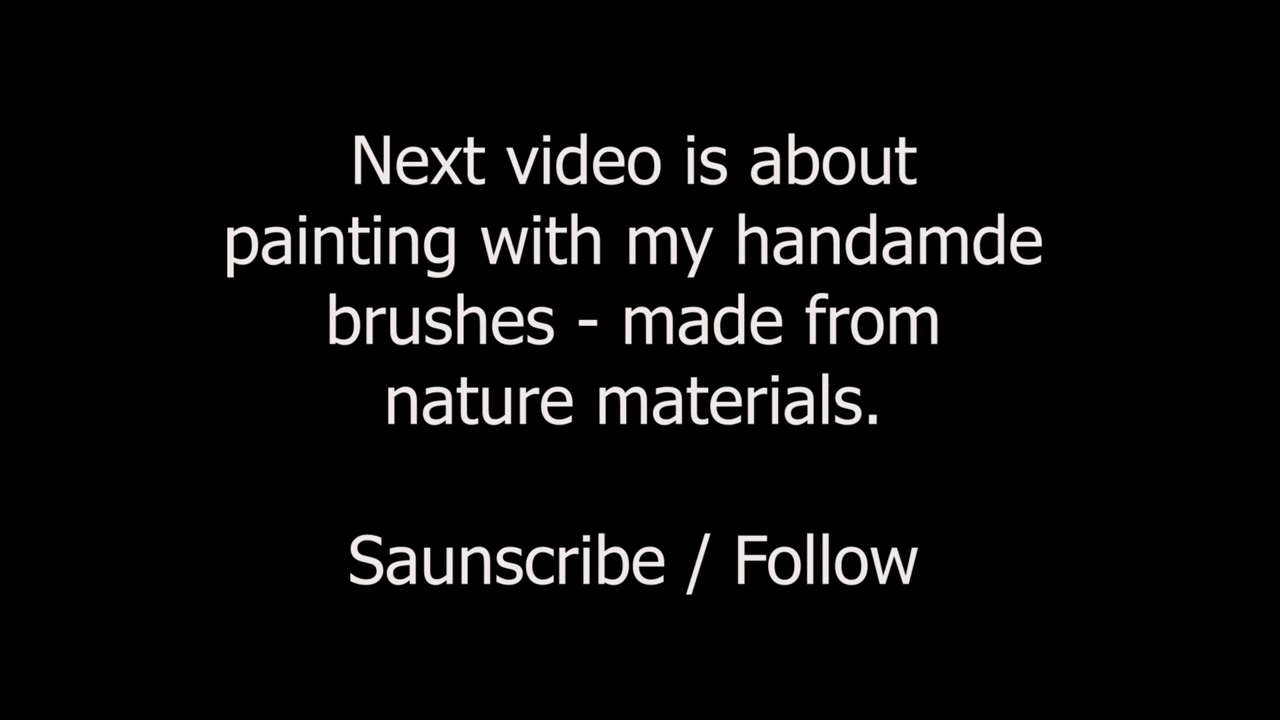 Next video is about
painting with my handamde
brushes - made from
nature materials.
Saunscribe / Follow